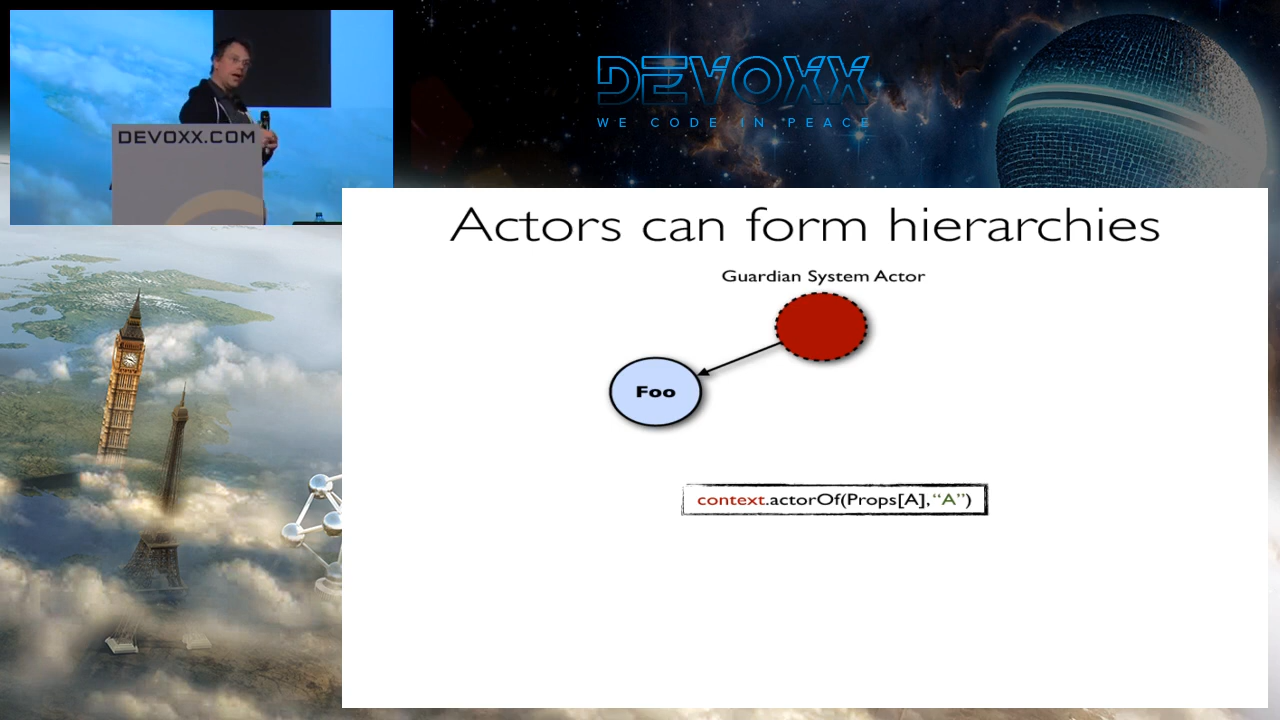 DEVOXX
WE CODE IN PEACE
DEVOXX.COM
Actors can form hierarchies
Guardian System Actor
Foo
context.actorOf(Props[A], “A”)